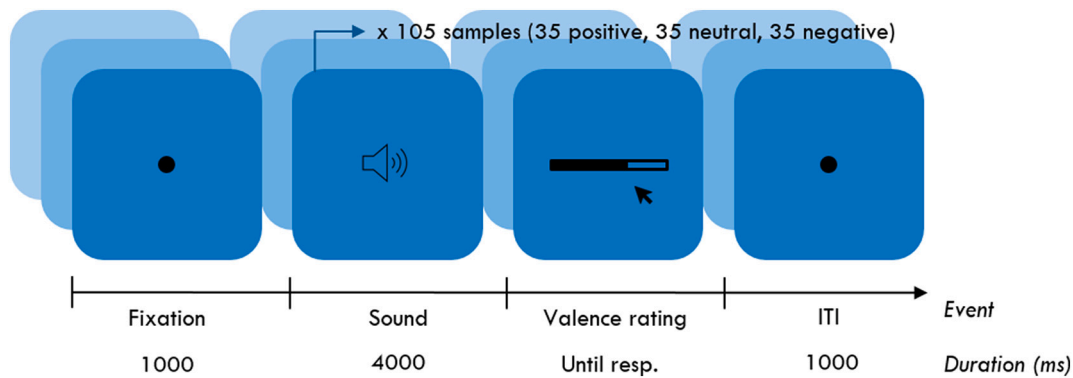 x 105 samples (35 positive, 35 neutral, 35 negative)
Fixation Sound Valence rating ITI Event
1000 4000 Until resp. 1000 Duration (ms)